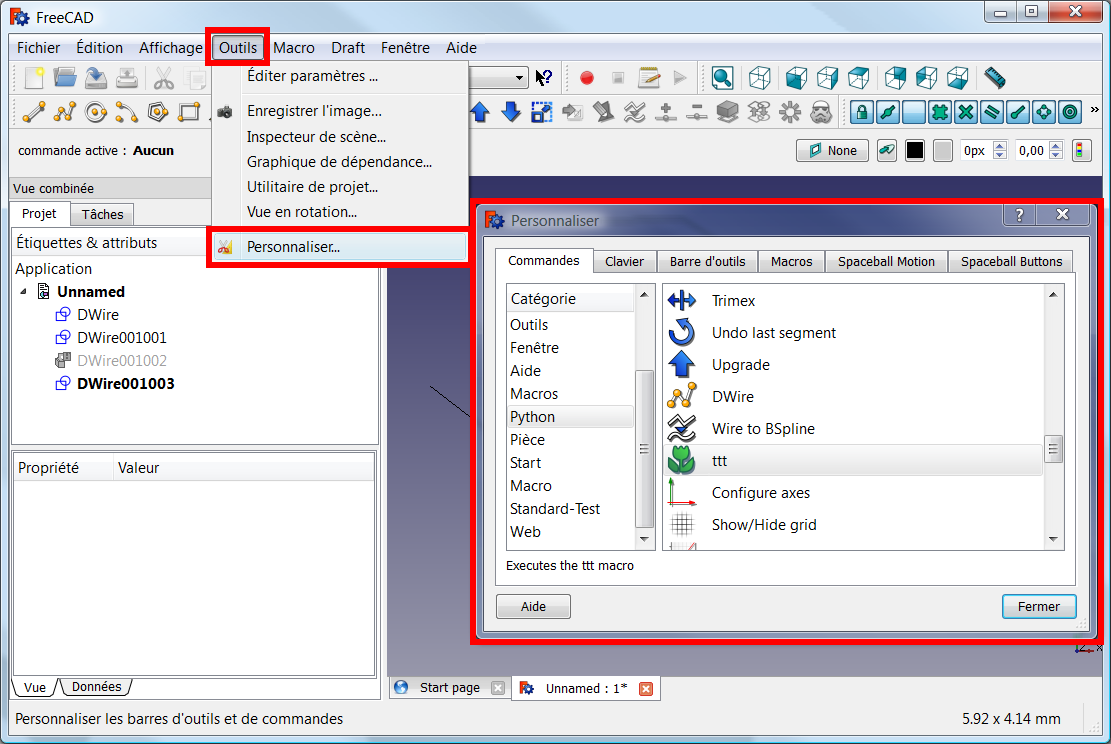 FreeCAD
Fichier Édition Affichage Outils Macro Draft Fenêtre Aide
Éditer paramètres ...
Enregistrer l'image...
Inspecteur de scène...
Graphique de dépendance...
Utilitaire de projet...
Vue en rotation...
Personnaliser...
commande active : Aucun
None
0px
0,00
Vue combinée
Projet Tâches
Étiquettes & attributs
Application
Unnamed
DWire
DWire001001
DWire001002
DWire001003
Propriété Valeur
Vue Données
Personnaliser
Commandes Clavier Barre d'outils Macros Spaceball Motion Spaceball Buttons
Catégorie
Outils
Fenêtre
Aide
Macros
Python
Pièce
Start
Macro
Standard-Test
Web
Trimex
Undo last segment
Upgrade
DWire
Wire to BSpline
ttt
Configure axes
Show/Hide grid
Executes the ttt macro
Aide Fermer
Start page Unnamed : 1*
Personnaliser les barres d'outils et de commandes 5.92 x 4.14 mm